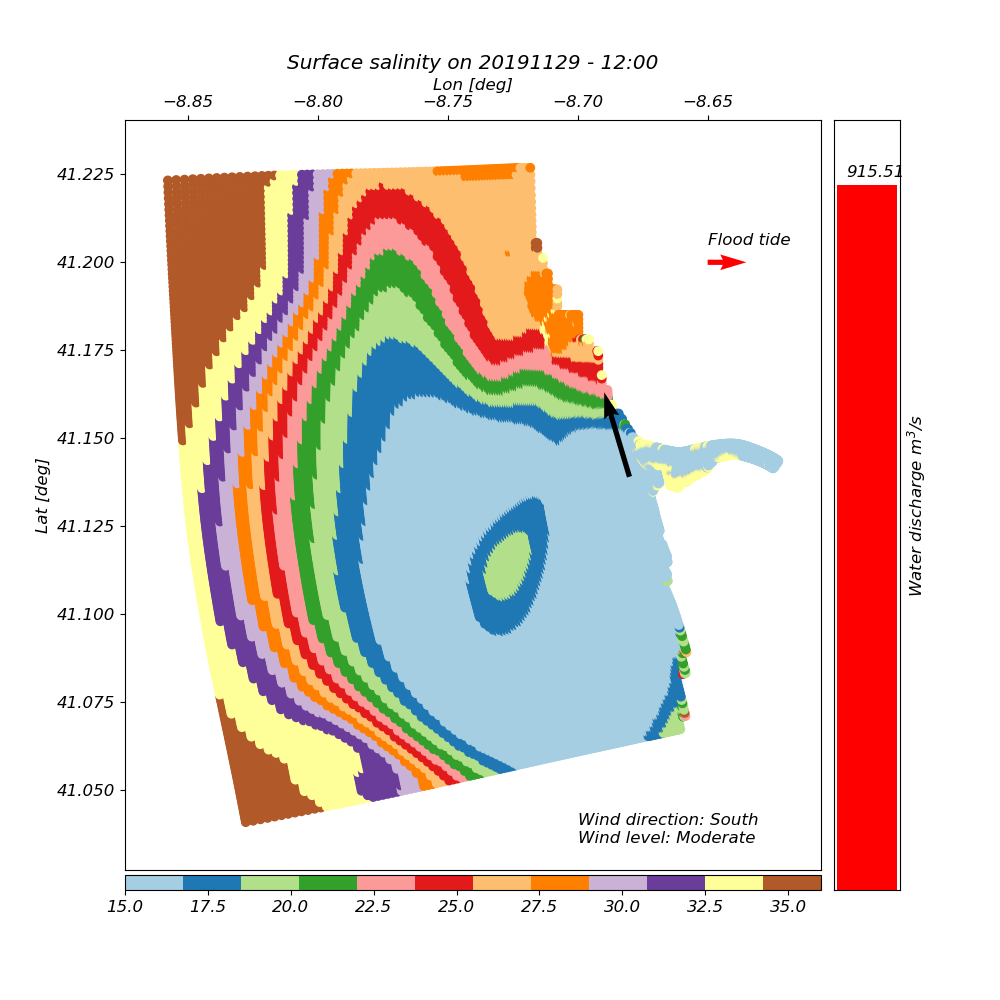 Surface salinity on 20191129 - 12:00
Lon [deg]
−8.85 −8.80 −8.75 −8.70 −8.65
915.51
41.225
Flood tide
41.200
41.175
41.150
41.125
41.100
41.075
41.050
Lat [deg]
Water discharge m³/s
Wind direction: South
Wind level: Moderate
15.0 17.5 20.0 22.5 25.0 27.5 30.0 32.5 35.0